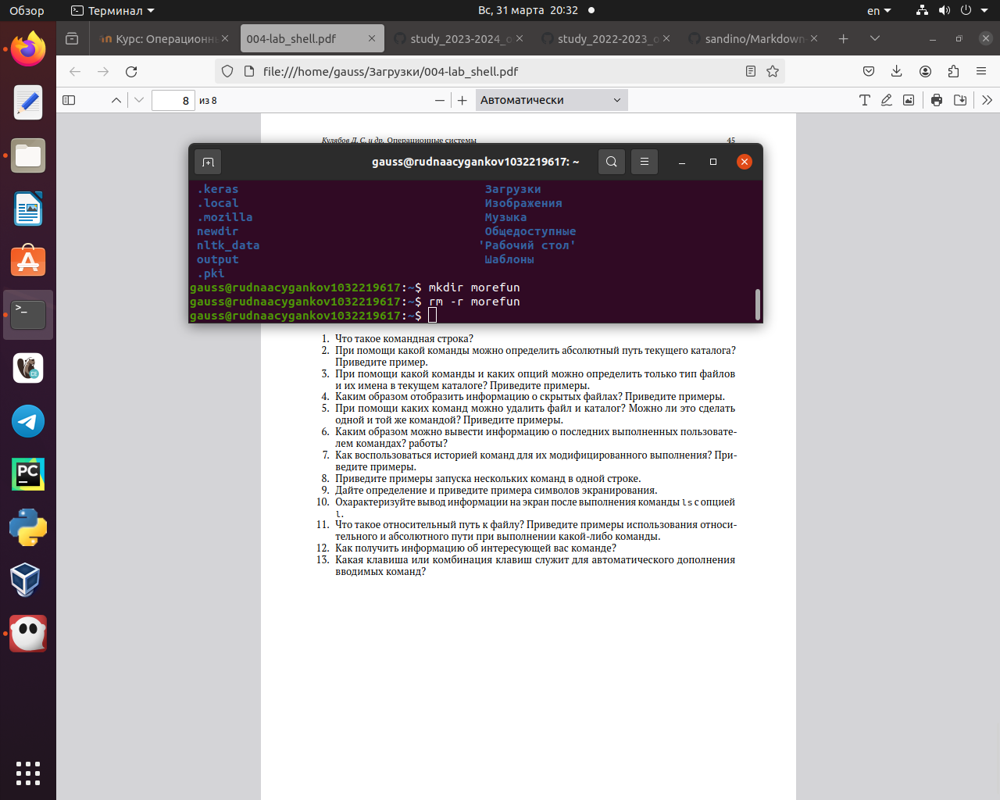 Обзор
Терминал
Вс, 31 марта 20:32
en
Курс: Операционн
004-lab_shell.pdf
study_2023-2024_o
study_2022-2023_o
sandino/Markdown-
file:///home/gauss/Загрузки/004-lab_shell.pdf
8 из 8
Автоматически
Кулябов Д. С. и др. Операционные системы 45
gauss@rudnaacygankov1032219617: ~
.keras Загрузки
.local Изображения
.mozilla Музыка
newdir Общедоступные
nltk_data 'Рабочий стол'
output Шаблоны
.pki
gauss@rudnaacygankov1032219617:~$ mkdir morefun
gauss@rudnaacygankov1032219617:~$ rm -r morefun
gauss@rudnaacygankov1032219617:~$
1. Что такое командная строка?
2. При помощи какой команды можно определить абсолютный путь текущего каталога?
Приведите пример.
3. При помощи какой команды и каких опций можно определить только тип файлов
и их имена в текущем каталоге? Приведите примеры.
4. Каким образом отобразить информацию о скрытых файлах? Приведите примеры.
5. При помощи каких команд можно удалить файл и каталог? Можно ли это сделать
одной и той же командой? Приведите примеры.
6. Каким образом можно вывести информацию о последних выполненных пользовате-
лем командах? работы?
7. Как воспользоваться историей команд для их модифицированного выполнения? При-
ведите примеры.
8. Приведите примеры запуска нескольких команд в одной строке.
9. Дайте определение и приведите примера символов экранирования.
10. Охарактеризуйте вывод информации на экран после выполнения команды ls с опцией
l.
11. Что такое относительный путь к файлу? Приведите примеры использования относи-
тельного и абсолютного пути при выполнении какой-либо команды.
12. Как получить информацию об интересующей вас команде?
13. Какая клавиша или комбинация клавиш служит для автоматического дополнения
вводимых команд?
>_
CE
PC